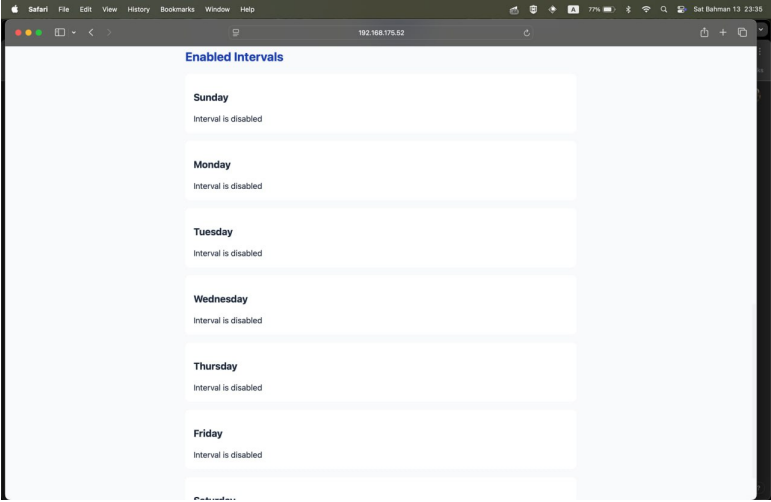 Safari File Edit View History Bookmarks Window Help A 77% Sat Bahman 13 23:35
192.168.175.52
Enabled Intervals
Sunday
Interval is disabled
Monday
Interval is disabled
Tuesday
Interval is disabled
Wednesday
Interval is disabled
Thursday
Interval is disabled
Friday
Interval is disabled
Saturday